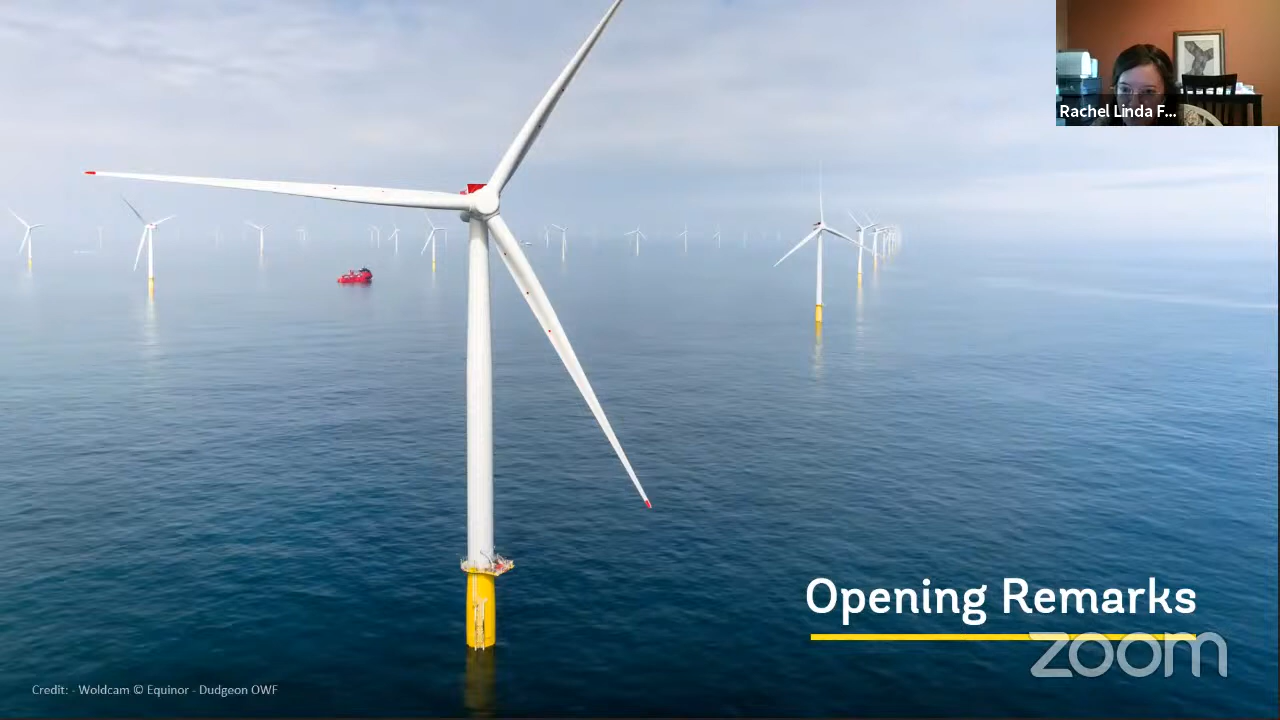 Rachel Linda F...
Opening Remarks
zoom
Credit: - Woldcam © Equinor - Dudgeon OWF